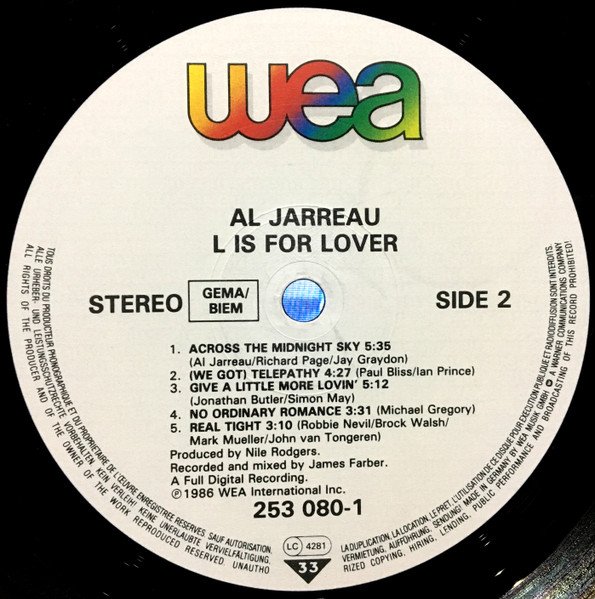 wea
AL JARREAU
L IS FOR LOVER
STEREO
GEMA/
BIEM
SIDE 2
1. ACROSS THE MIDNIGHT SKY 5:35
(Al Jarreau/Richard Page/Jay Graydon)
2. (WE GOT) TELEPATHY 4:27 (Paul Bliss/Ian Prince)
3. GIVE A LITTLE MORE LOVIN' 5:12
(Jonathan Butler/Simon May)
4. NO ORDINARY ROMANCE 3:31 (Michael Gregory)
5. REAL TIGHT 3:10 (Robbie Nevil/Brock Walsh/
Mark Mueller/John van Tongeren)
Produced by Nile Rodgers.
Recorded and mixed by James Farber.
A Full Digital Recording.
Ⓟ1986 WEA International Inc.
253 080-1
LC 4281
33
TOUS DROITS DU PRODUCTEUR PHONOGRAPHIQUE ET DU PROPRIETAIRE DE L'ŒUVRE ENREGISTREE RESERVES. SAUF AUTORISATION,
LA DUPLICATION, LA LOCATION, LE PRET, L'UTILISATION DE CE DISQUE POUR EXECUTION PUBLIQUE ET RADIODIFFUSION SONT INTERDITS.
ALLE URHEBER- UND LEISTUNGSSCHUTZRECHTE VORBEHALTEN. KEIN VERLEIH! KEINE UNERLAUBTE VERVIELFÄLTIGUNG,
VERMIETUNG, AUFFÜHRUNG, SENDUNG! MADE IN GERMANY BY WEA MUSIK GMBH A WARNER COMMUNICATIONS COMPANY
ALL RIGHTS OF THE PRODUCER AND OF THE OWNER OF THE WORK REPRODUCED RESERVED. UNAUTHO
RIZED COPYING, HIRING, LENDING, PUBLIC PERFORMANCE AND BROADCASTING OF THIS RECORD PROHIBITED!